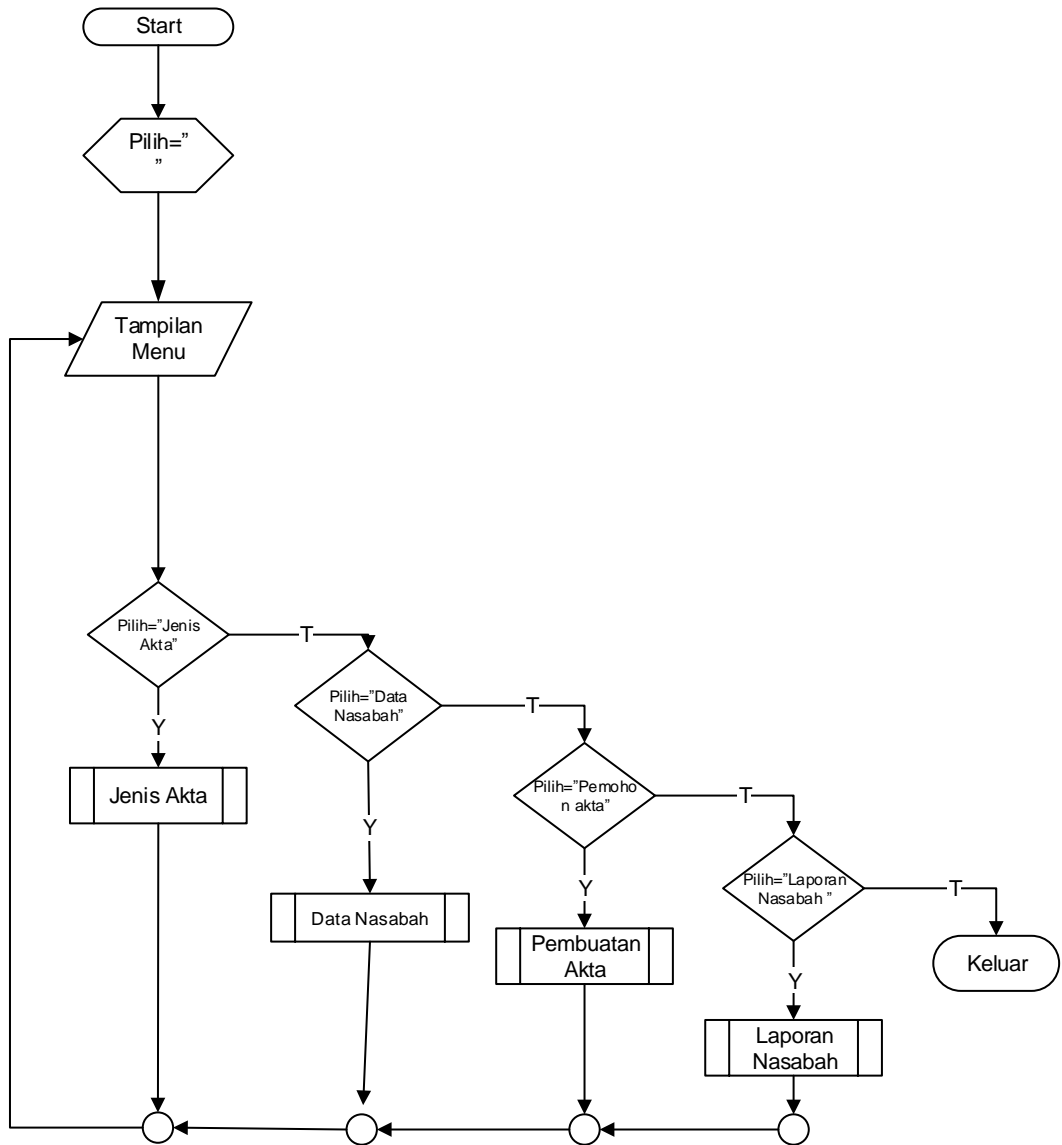 Start
Pilih=”
”
Tampilan
Menu
Pilih=”Jenis
Akta”
T
Y
Jenis Akta
Pilih=”Data
Nasabah”
T
Y
Data Nasabah
Pilih=”Pemoho
n akta”
T
Y
Pembuatan
Akta
Pilih=”Laporan
Nasabah ”
T
Y
Laporan
Nasabah
Keluar